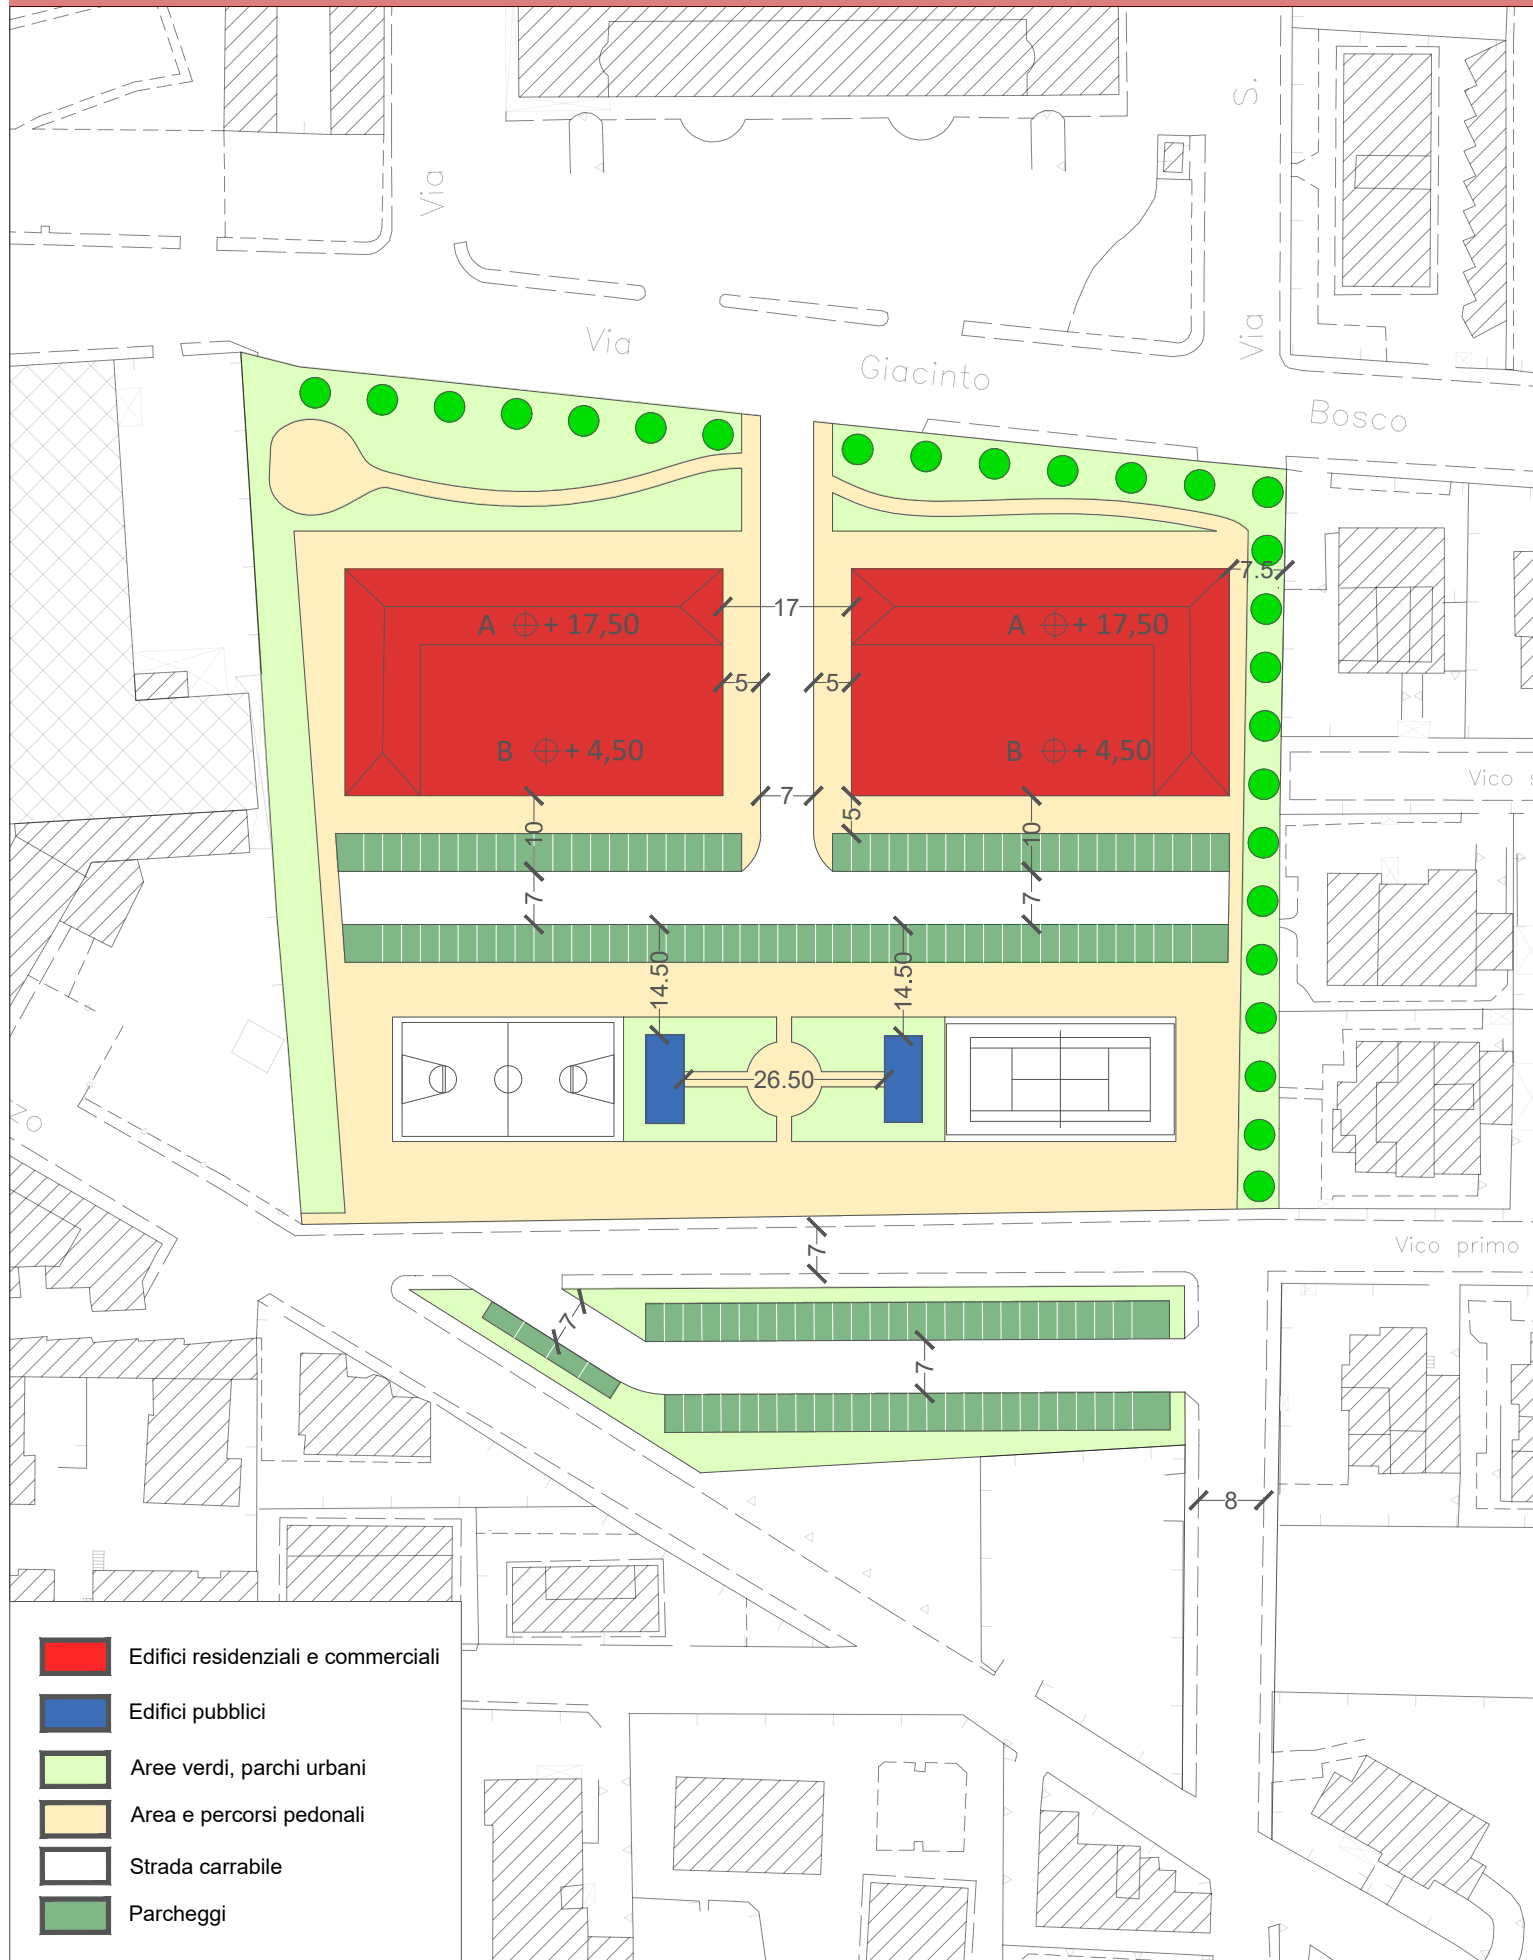 S.
Via
Via
Via
Giacinto
Bosco
7.5
17
A + 17,50
A + 17,50
5
5
B + 4,50
B + 4,50
Vico s
7
5
10
10
7
7
14.50
14.50
26.50
zo
7
Vico primo
7
7
8
Edifici residenziali e commerciali
Edifici pubblici
Aree verdi, parchi urbani
Area e percorsi pedonali
Strada carrabile
Parcheggi